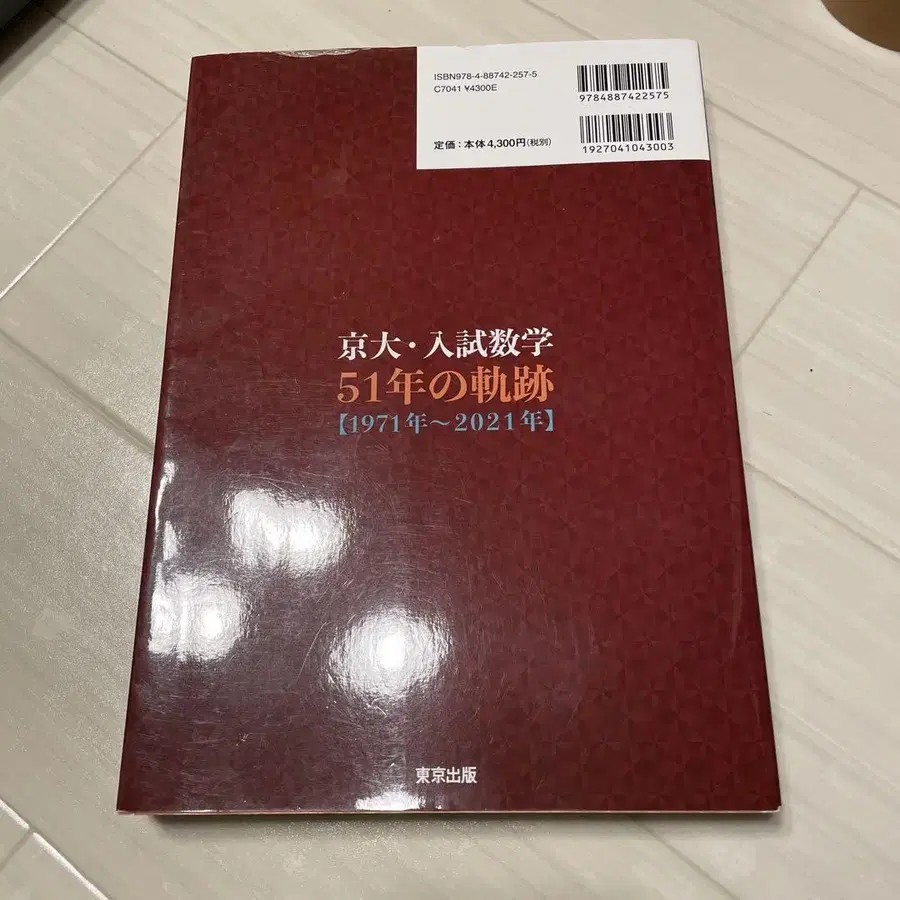 ISBN978-4-88742-257-5
C7041 ¥4300E
定価：本体4,300円(税別)
9784887422575
1927041043003
京大・入試数学
51年の軌跡
【1971年～2021年】
東京出版